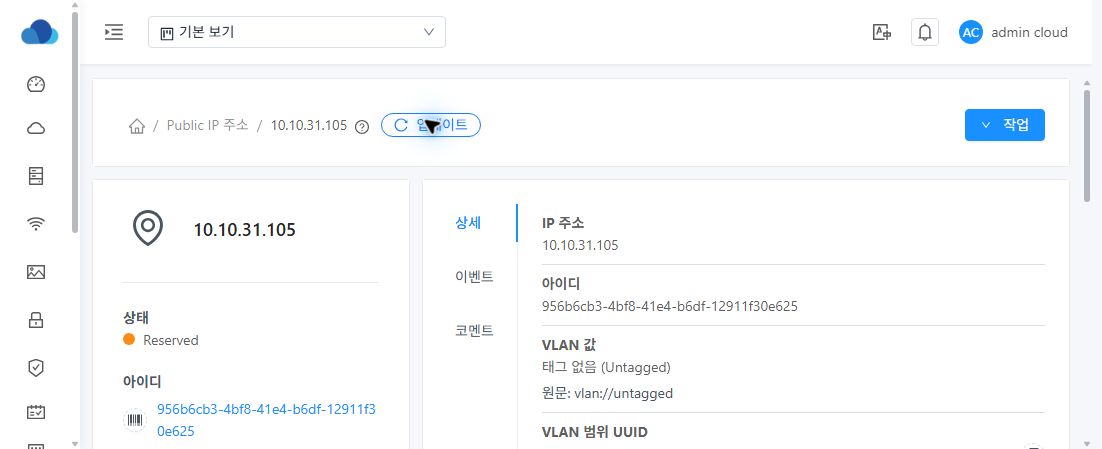 기본 보기
admin cloud
AC
Public IP 주소 / 10.10.31.105
작업
10.10.31.105
상태
Reserved
아이디
956b6cb3-4bf8-41e4-b6df-12911f3
0e625
상세
이벤트
코멘트
IP 주소
10.10.31.105
아이디
956b6cb3-4bf8-41e4-b6df-12911f30e625
VLAN 값
태그 없음 (Untagged)
원문: vlan://untagged
VLAN 범위 UUID